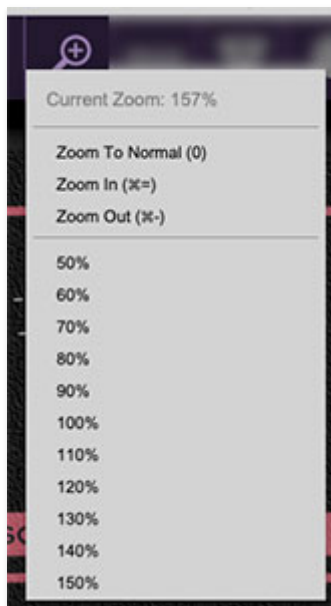 Current Zoom: 157%
Zoom To Normal (0)
Zoom In (⌘=)
Zoom Out (⌘-)
50%
60%
70%
80%
90%
100%
110%
120%
130%
140%
150%